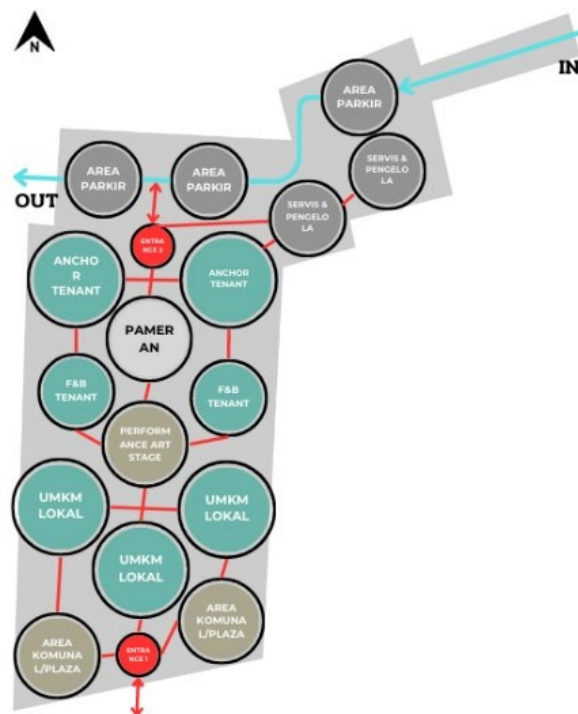 N
IN
AREA
PARKIR
SERVIS &
PENGELO
LA
AREA
PARKIR
AREA
PARKIR
OUT
SERVIS &
PENGELO
LA
ENTRA
NCE 2
ANCHO
R
TENANT
ANCHOR
TENANT
PAMER
AN
F&B
TENANT
F&B
TENANT
PERFORM
ANCE ART
STAGE
UMKM
LOKAL
UMKM
LOKAL
UMKM
LOKAL
AREA
KOMUNA
L/PLAZA
AREA
KOMUNA
L/PLAZA
ENTRA
NCE 1